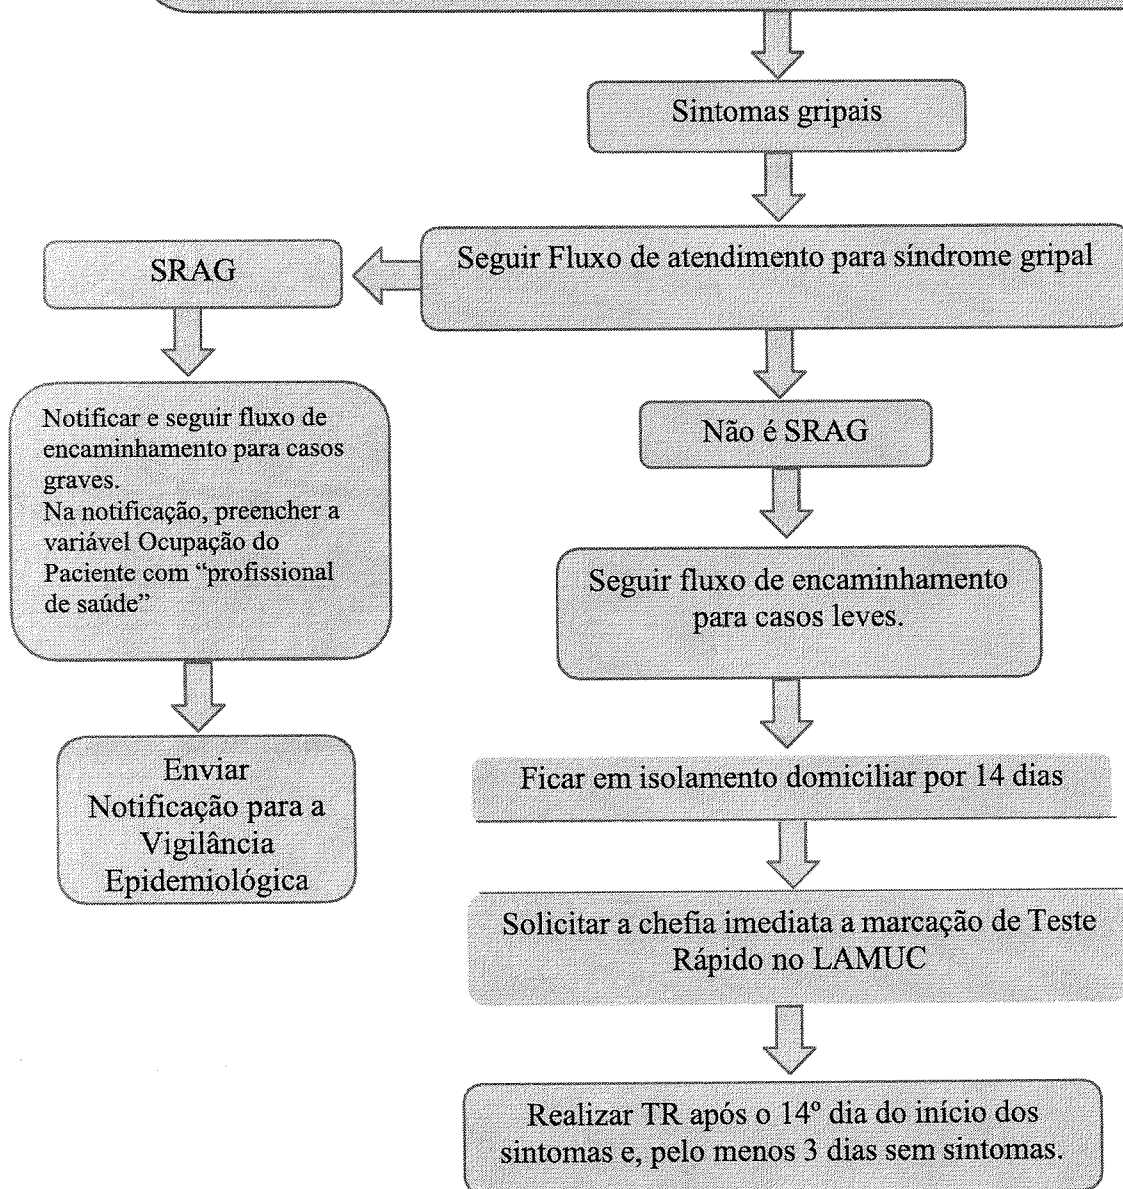 Sintomas gripais
Seguir Fluxo de atendimento para síndrome gripal
SRAG
Notificar e seguir fluxo de
encaminhamento para casos
graves.
Na notificação, preencher a
variável Ocupação do
Paciente com “profissional
de saúde”
Enviar
Notificação para a
Vigilância
Epidemiológica
Não é SRAG
Seguir fluxo de encaminhamento
para casos leves.
Ficar em isolamento domiciliar por 14 dias
Solicitar a chefia imediata a marcação de Teste
Rápido no LAMUC
Realizar TR após o 14º dia do início dos
sintomas e, pelo menos 3 dias sem sintomas.